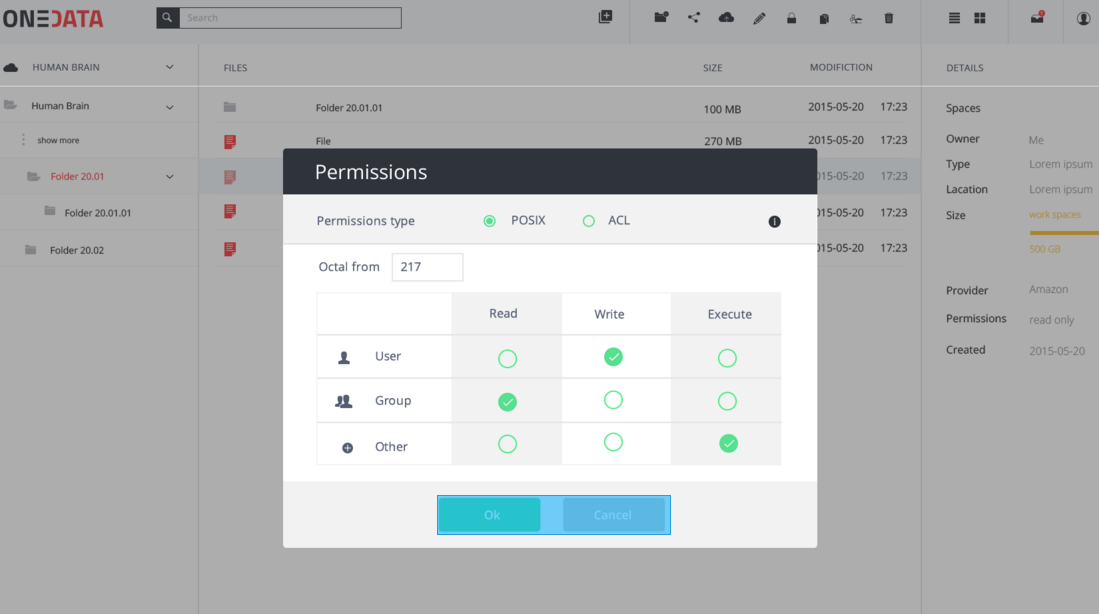 ONEDATA
Search
HUMAN BRAIN
FILES
SIZE
MODIFICTION
DETAILS
Human Brain
show more
Folder 20.01
Folder 20.01.01
Folder 20.02
Folder 20.01.01 100 MB 2015-05-20 17:23
File 270 MB 2015-05-20 17:23
015-05-20 17:23
015-05-20 17:23
015-05-20 17:23
Spaces
Owner Me
Type Lorem ipsum
Lacation Lorem ipsum
Size work spaces
500 GB
Provider Amazon
Permissions read only
Created 2015-05-20
Permissions
Permissions type POSIX ACL
Octal from 217
Read Write Execute
User
Group
Other
Ok Cancel